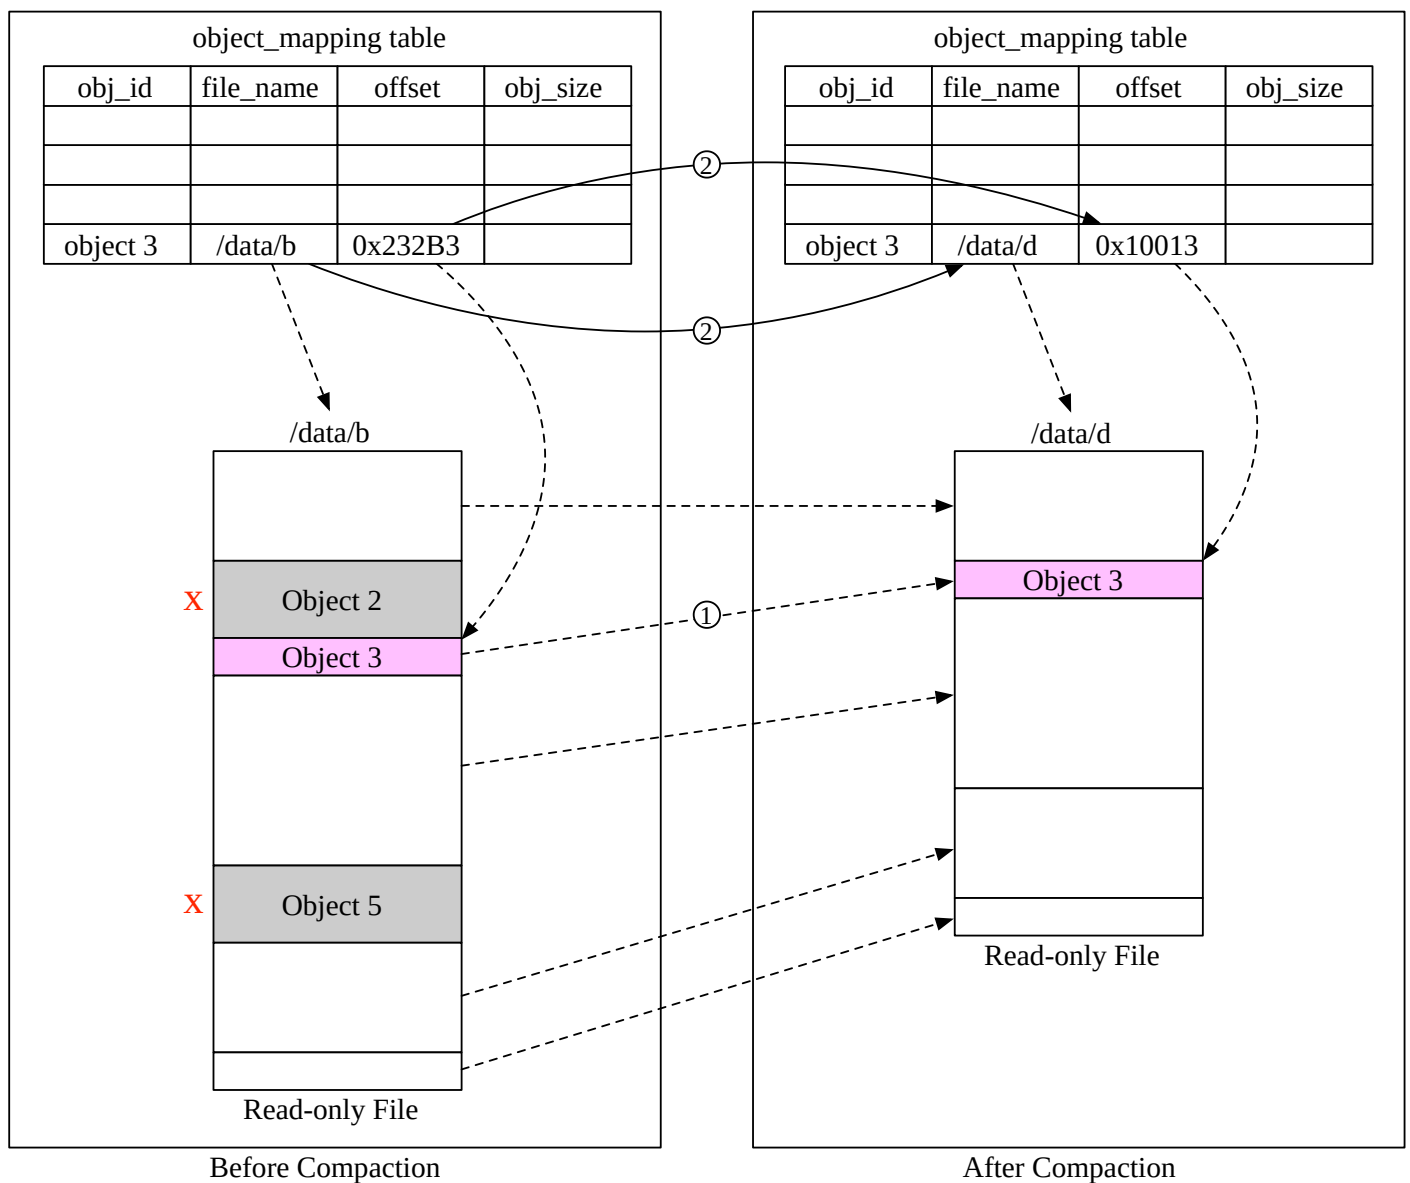 object_mapping table
obj_id file_name offset obj_size
object 3 /data/b 0x232B3
/data/b
Object 2
x
Object 3
Object 5
x
Read-only File
Before Compaction
2
2
1
object_mapping table
obj_id file_name offset obj_size
object 3 /data/d 0x10013
/data/d
Object 3
Read-only File
After Compaction